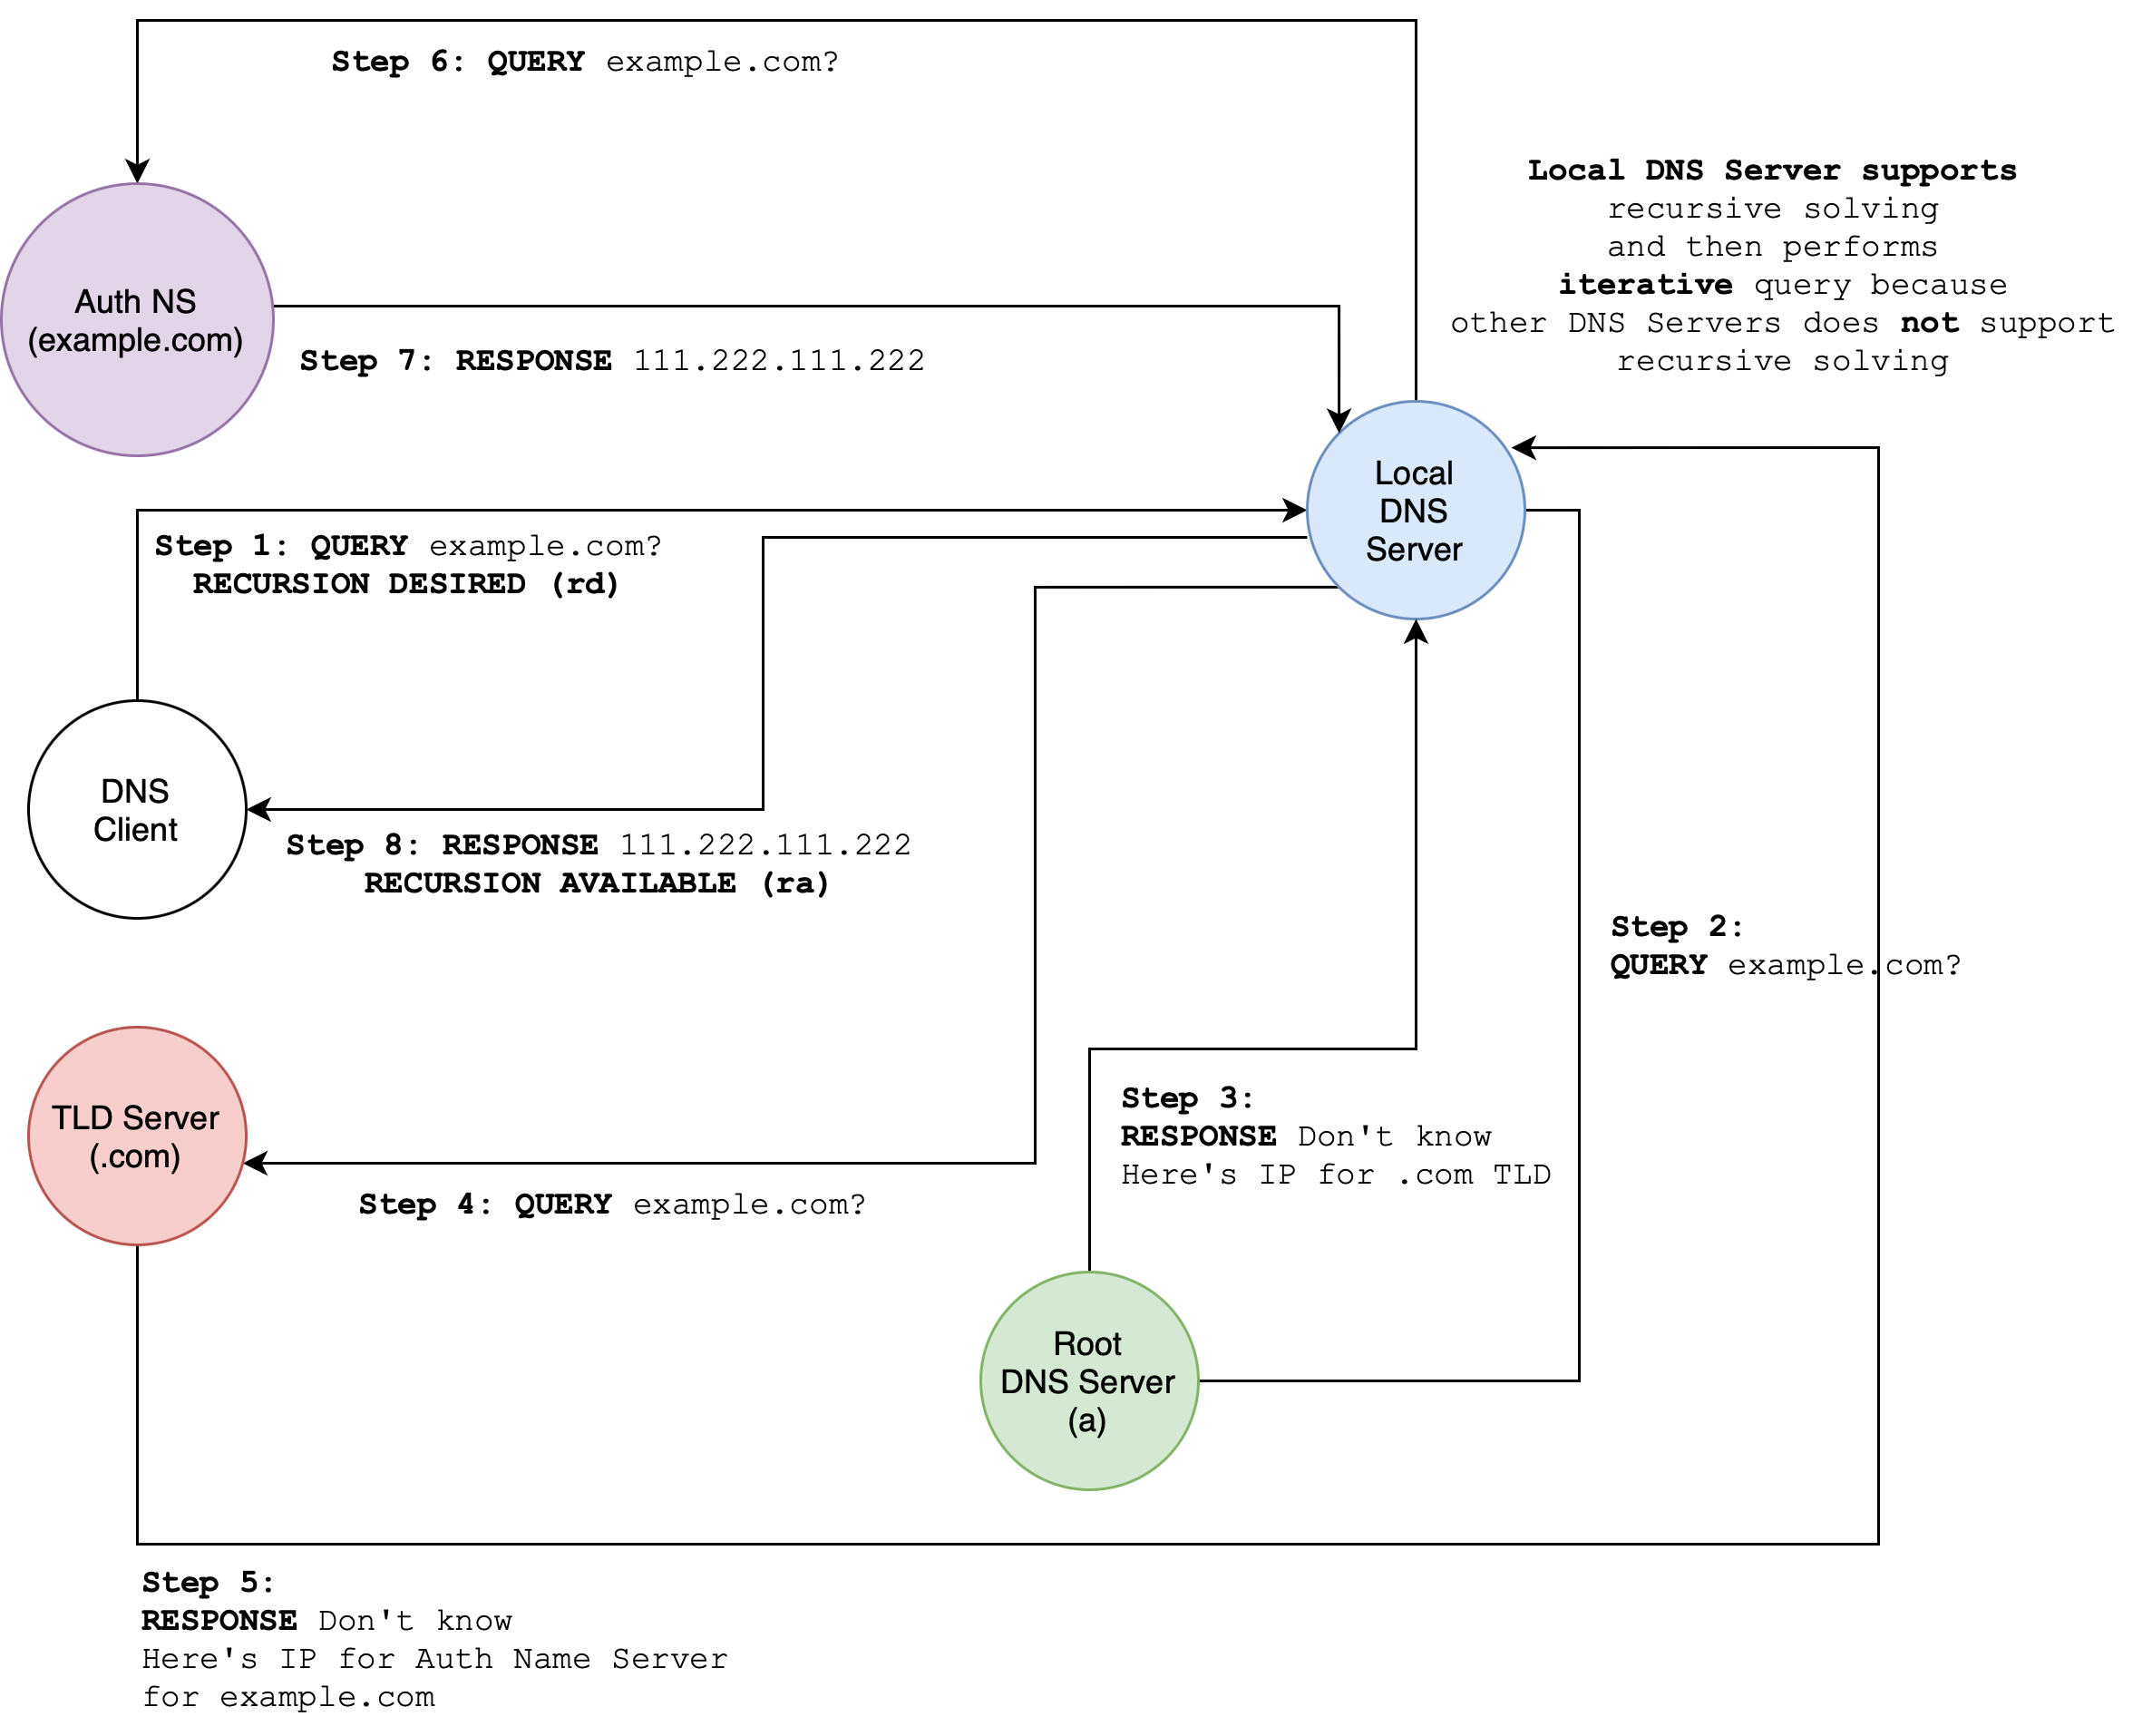 Step 6: QUERY example.com?
Local DNS Server supports
recursive solving
and then performs
iterative query because
other DNS Servers does not support
recursive solving
Auth NS
(example.com)
Step 7: RESPONSE 111.222.111.222
Local
DNS
Server
Step 1: QUERY example.com?
RECURSION DESIRED (rd)
DNS
Client
Step 8: RESPONSE 111.222.111.222
RECURSION AVAILABLE (ra)
Step 2:
QUERY example.com?
TLD Server
(.com)
Step 3:
RESPONSE Don't know
Here's IP for .com TLD
Step 4: QUERY example.com?
Root
DNS Server
(a)
Step 5:
RESPONSE Don't know
Here's IP for Auth Name Server
for example.com